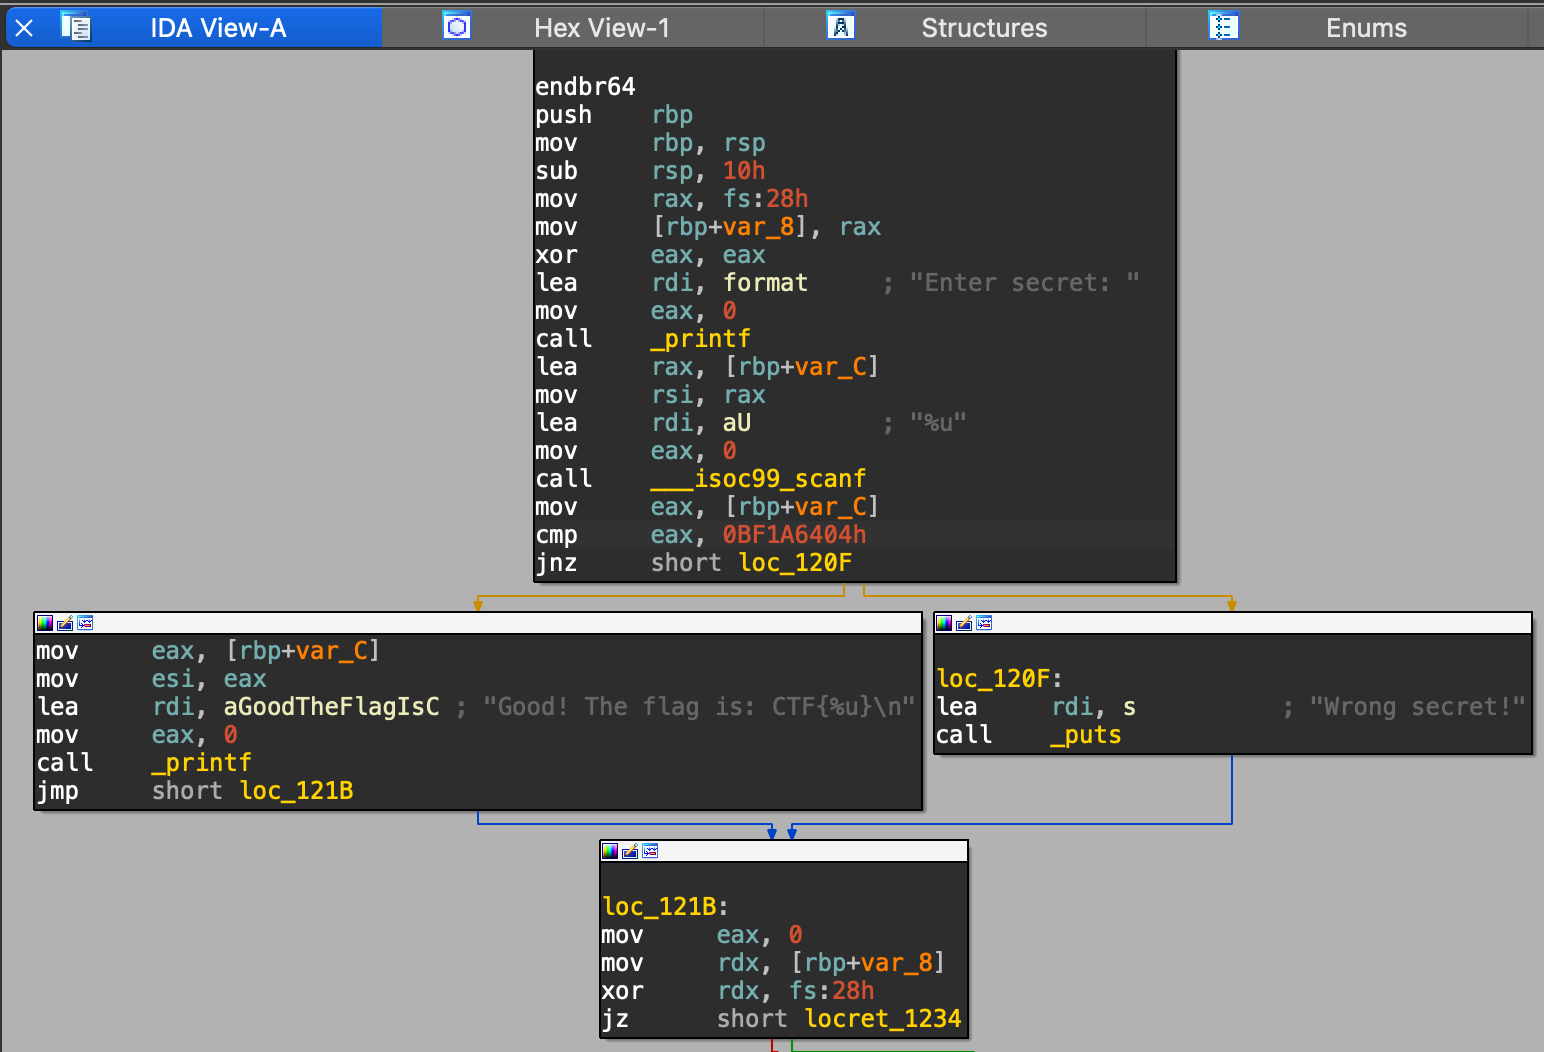 IDA View-A Hex View-1 Structures Enums
endbr64
push rbp
mov rbp, rsp
sub rsp, 10h
mov rax, fs:28h
mov [rbp+var_8], rax
xor eax, eax
lea rdi, format ; "Enter secret: "
mov eax, 0
call _printf
lea rax, [rbp+var_C]
mov rsi, rax
lea rdi, aU ; "%u"
mov eax, 0
call ___isoc99_scanf
mov eax, [rbp+var_C]
cmp eax, 0BF1A6404h
jnz short loc_120F
mov eax, [rbp+var_C]
mov esi, eax
lea rdi, aGoodTheFlagIsC ; "Good! The flag is: CTF{%u}\n"
mov eax, 0
call _printf
jmp short loc_121B
loc_120F:
lea rdi, s ; "Wrong secret!"
call _puts
loc_121B:
mov eax, 0
mov rdx, [rbp+var_8]
xor rdx, fs:28h
jz short locret_1234